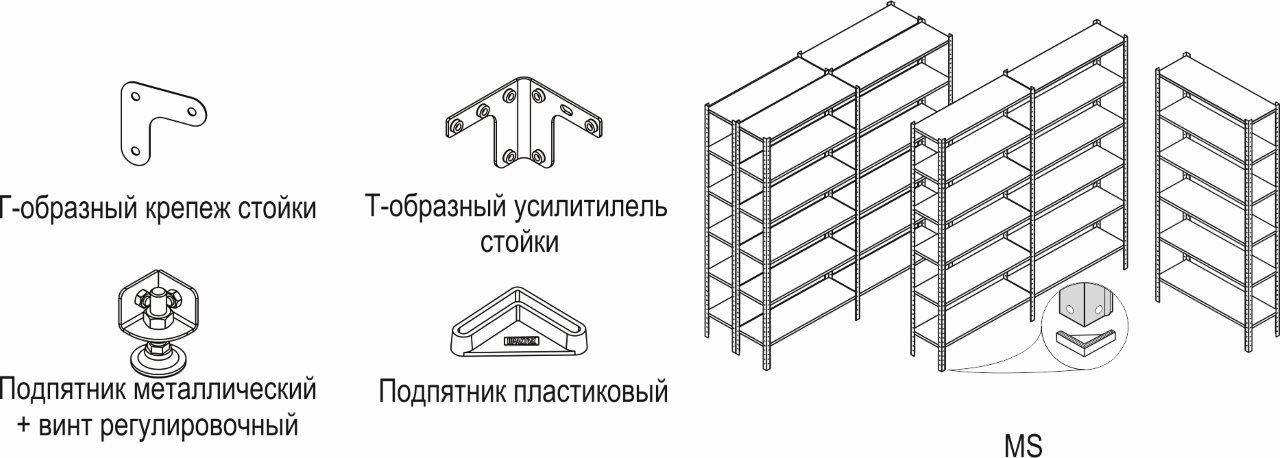 Г-образный крепеж стойки
Т-образный усилитилель
стойки
Подпятник металлический
+ винт регулировочный
Подпятник пластиковый
MS